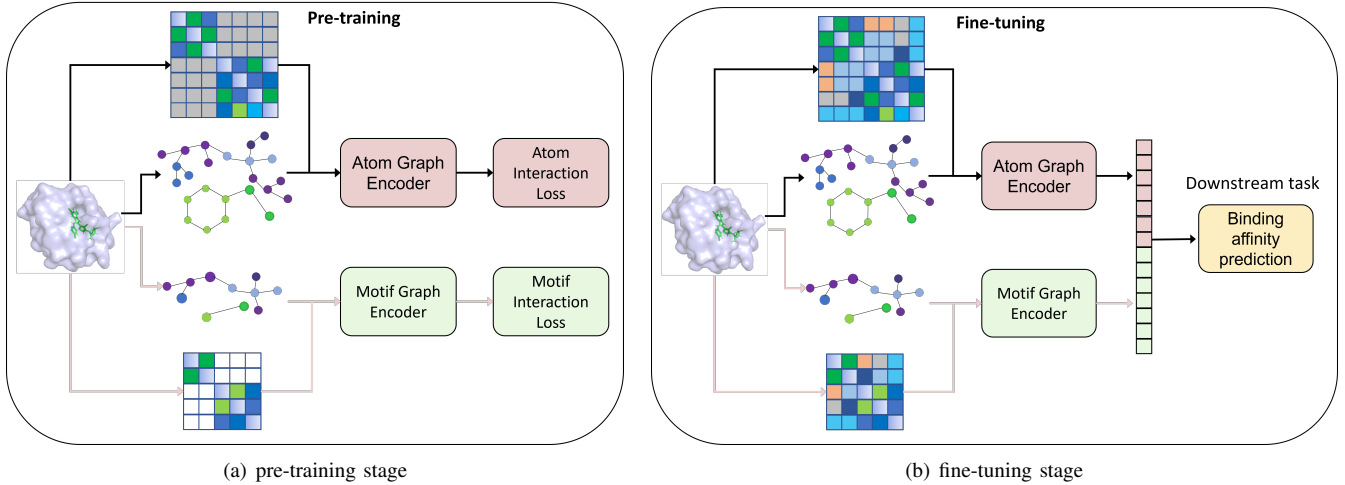 Pre-training
Atom Graph
Encoder
Atom
Interaction
Loss
Motif Graph
Encoder
Motif
Interaction
Loss
(a) pre-training stage
Fine-tuning
Atom Graph
Encoder
Downstream task
Binding
affinity
prediction
Motif Graph
Encoder
(b) fine-tuning stage